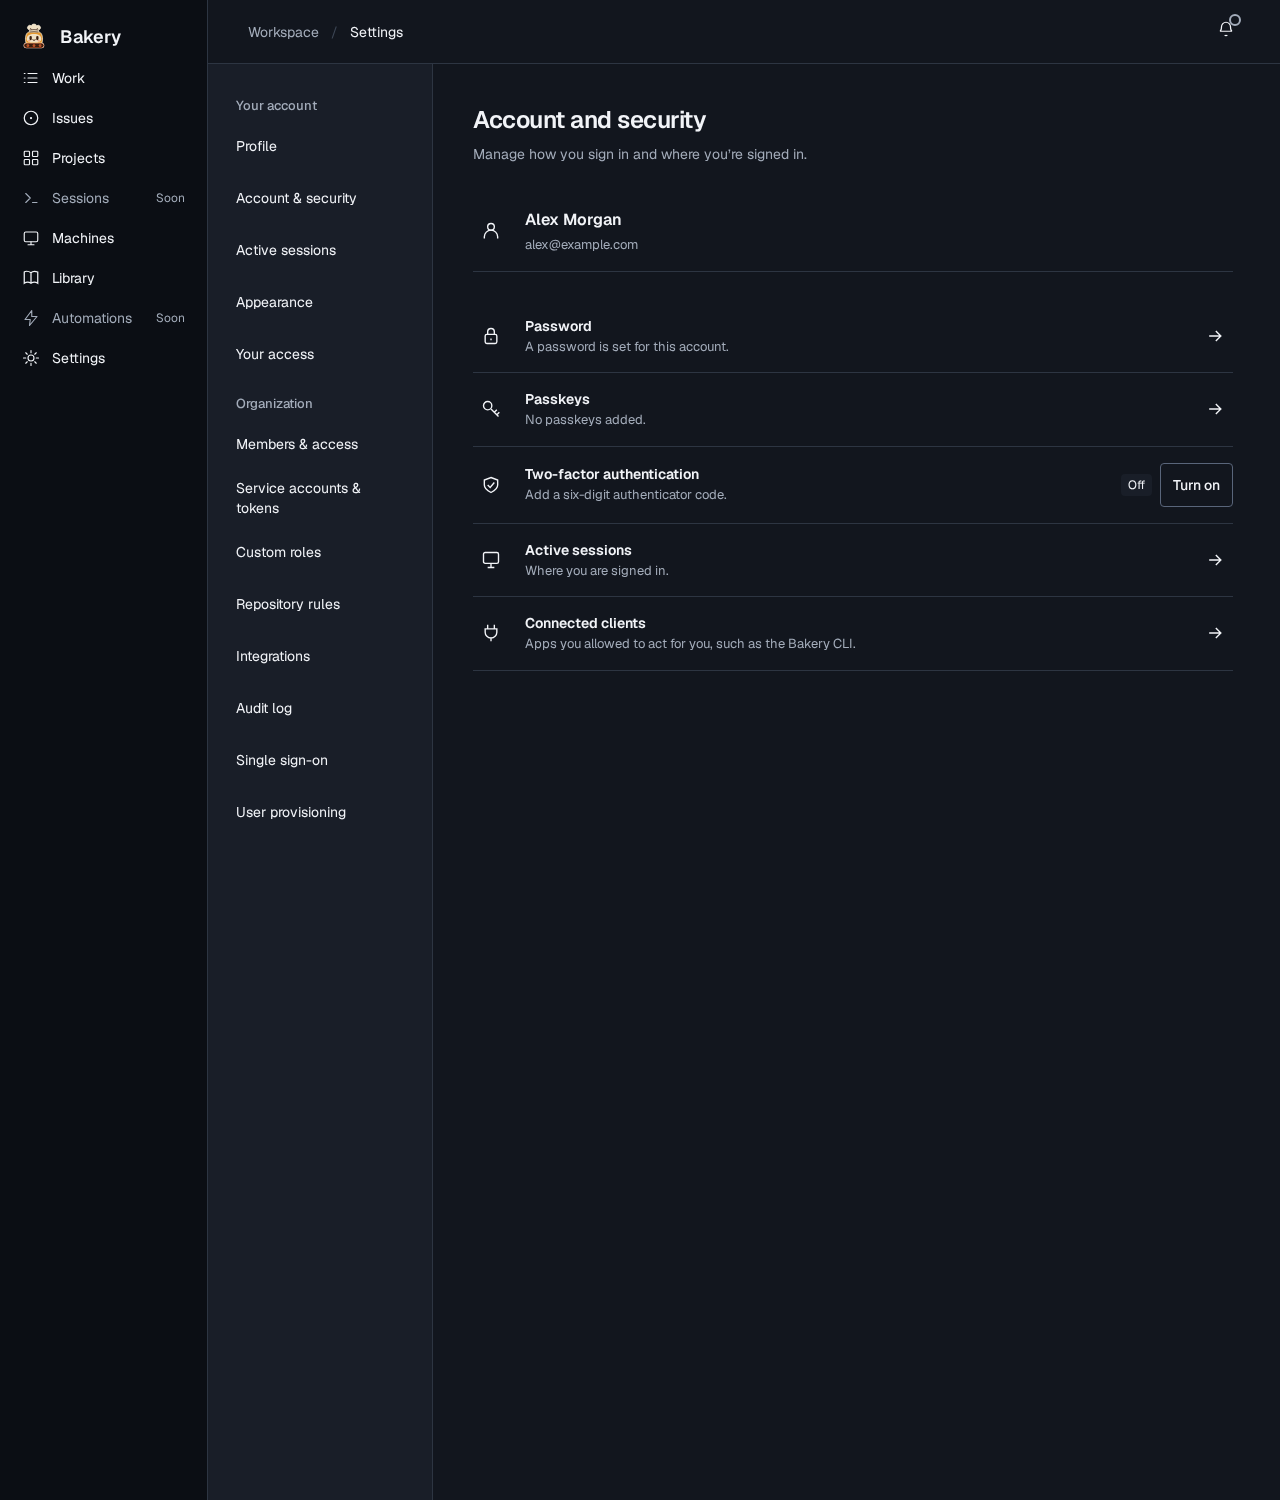 Bakery
Work
Issues
Projects
Sessions Soon
Machines
Library
Automations Soon
Settings
Workspace / Settings
Your account
Profile
Account & security
Active sessions
Appearance
Your access
Organization
Members & access
Service accounts &
tokens
Custom roles
Repository rules
Integrations
Audit log
Single sign-on
User provisioning
Account and security
Manage how you sign in and where you're signed in.
Alex Morgan
alex@example.com
Password
A password is set for this account.
Passkeys
No passkeys added.
Two-factor authentication
Add a six-digit authenticator code.
Off Turn on
Active sessions
Where you are signed in.
Connected clients
Apps you allowed to act for you, such as the Bakery CLI.